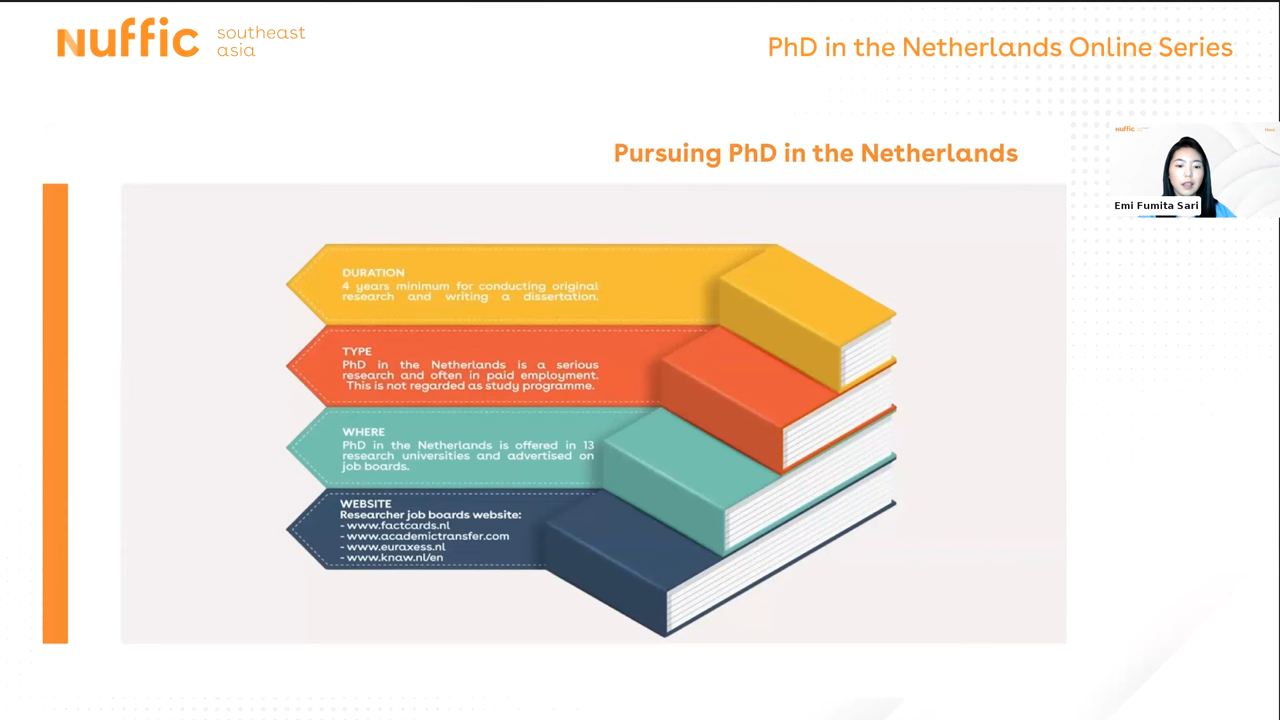 Nuffic southeast asia
PhD in the Netherlands Online Series
Pursuing PhD in the Netherlands
nuffic
Emi Fumita Sari
DURATION
4 years minimum for conducting original
research and writing a dissertation.
TYPE
PhD in the Netherlands is a serious
research and often in paid employment.
This is not regarded as study programme.
WHERE
PhD in the Netherlands is offered in 13
research universities and advertised on
job boards.
WEBSITE
Researcher job boards website:
- www.factcards.nl
- www.academictransfer.com
- www.euraxess.nl
- www.knaw.nl/en